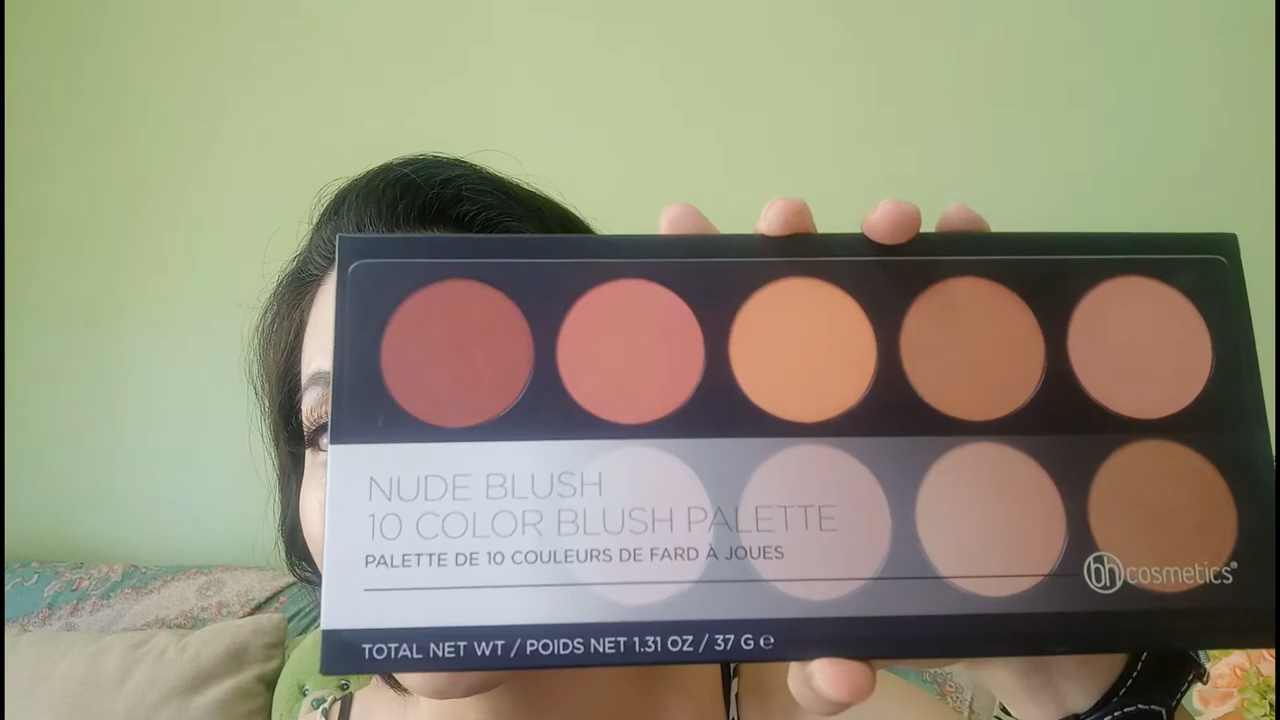 NUDE BLUSH
10 COLOR BLUSH PALETTE
PALETTE DE 10 COULEURS DE FARD À JOUES
bh cosmetics®
TOTAL NET WT / POIDS NET 1.31 OZ / 37 G ℮